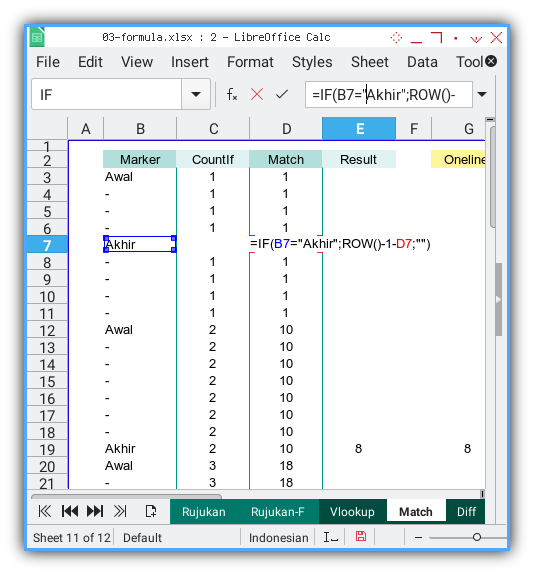 03-formula.xlsx : 2 - LibreOffice Calc
File Edit View Insert Format Styles Sheet Data Tool
IF =IF(B7="Akhir";ROW()-
A B C D E F G
1
2 Marker CountIf Match Result Oneline
3 Awal 1 1
4 - 1 1
5 - 1 1
6 - 1 1
7 Akhir =IF(B7="Akhir";ROW()-1-D7;"")
8 - 1 1
9 - 1 1
10 - 1 1
11 - 1 1
12 Awal 2 10
13 - 2 10
14 - 2 10
15 - 2 10
16 - 2 10
17 - 2 10
18 - 2 10
19 Akhir 2 10 8 8
20 Awal 3 18
21 - 3 18
Rujukan Rujukan-F Vlookup Match Diff
Sheet 11 of 12 Default Indonesian